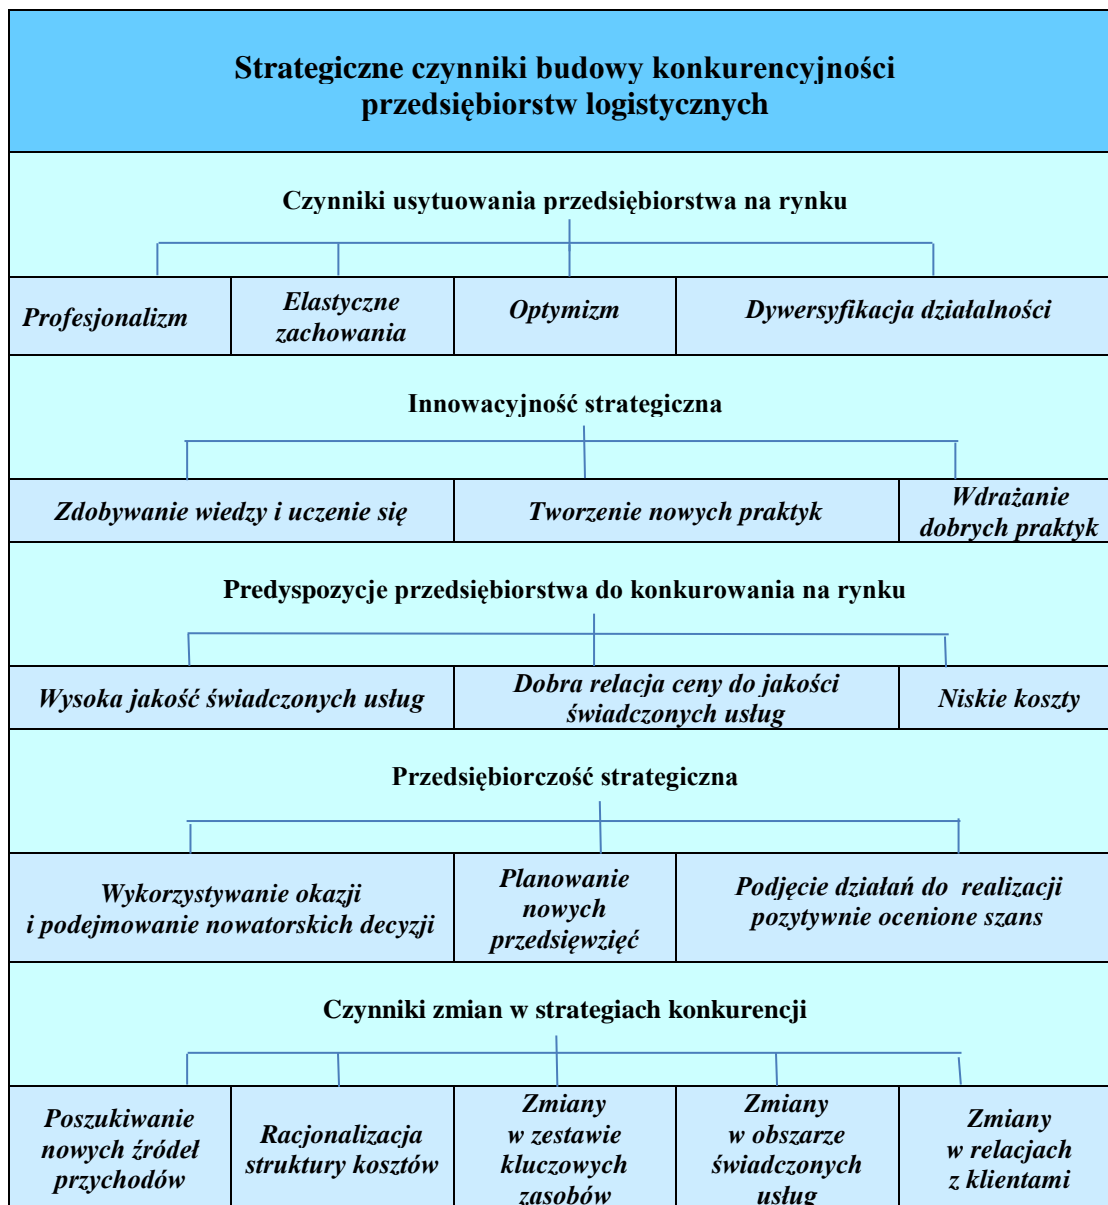 Strategiczne czynniki budowy konkurencyjności
przedsiębiorstw logistycznych
Czynniki usytuowania przedsiębiorstwa na rynku
Profesjonalizm
Elastyczne
zachowania
Optymizm
Dywersyfikacja działalności
Innowacyjność strategiczna
Zdobywanie wiedzy i uczenie się
Tworzenie nowych praktyk
Wdrażanie
dobrych praktyk
Predyspozycje przedsiębiorstwa do konkurowania na rynku
Wysoka jakość świadczonych usług
Dobra relacja ceny do jakości
świadczonych usług
Niskie koszty
Przedsiębiorczość strategiczna
Wykorzystywanie okazji
i podejmowanie nowatorskich decyzji
Planowanie
nowych
przedsięwzięć
Podjęcie działań do realizacji
pozytywnie ocenione szans
Czynniki zmian w strategiach konkurencji
Poszukiwanie
nowych źródeł
przychodów
Racjonalizacja
struktury kosztów
Zmiany
w zestawie
kluczowych
zasobów
Zmiany
w obszarze
świadczonych
usług
Zmiany
w relacjach
z klientami